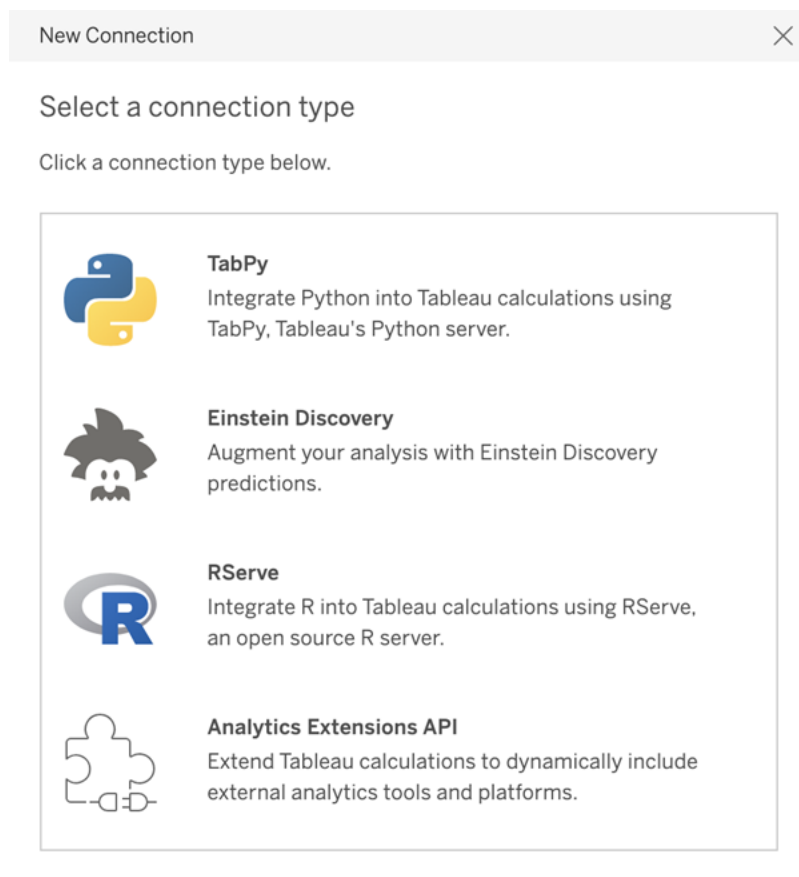 New Connection
Select a connection type
Click a connection type below.
TabPy
Integrate Python into Tableau calculations using
TabPy, Tableau's Python server.
Einstein Discovery
Augment your analysis with Einstein Discovery
predictions.
R
RServe
Integrate R into Tableau calculations using RServe,
an open source R server.
Analytics Extensions API
Extend Tableau calculations to dynamically include
external analytics tools and platforms.